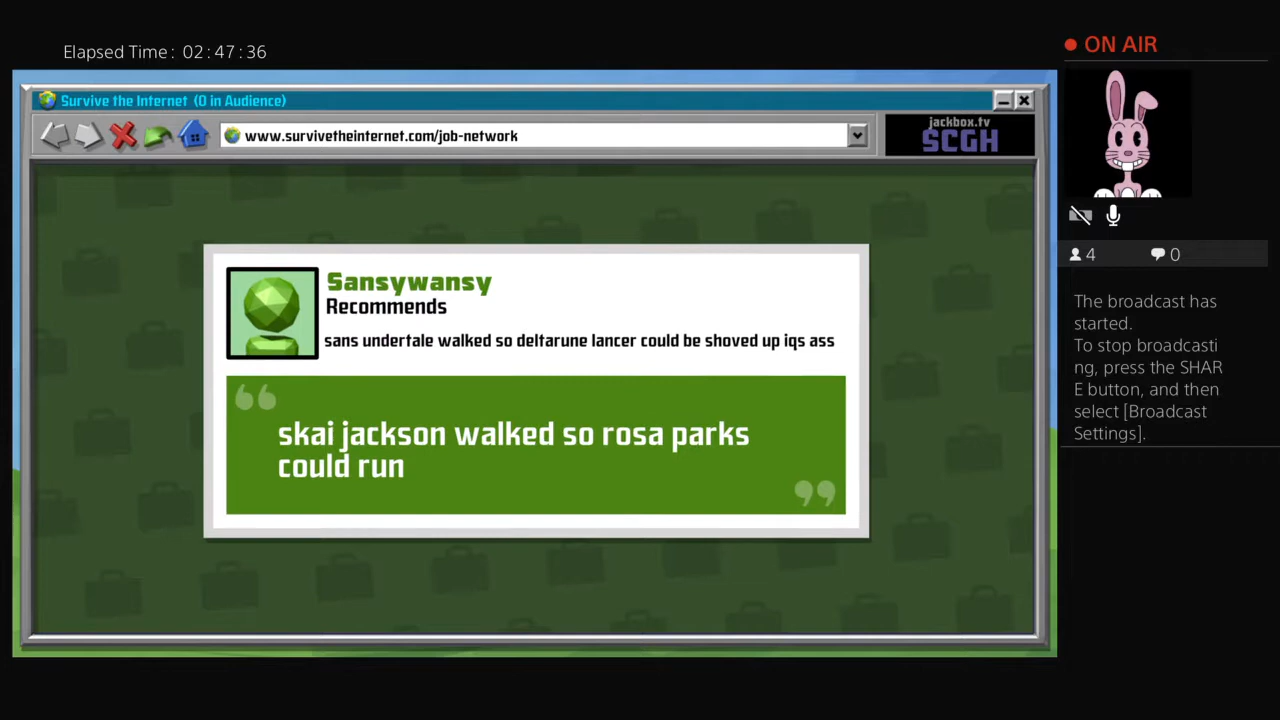 Elapsed Time: 02:47:36
ON AIR
Survive the Internet (0 in Audience)
www.survivetheinternet.com/job-network
jackbox.tv
SCGH
Sansywansy
Recommends
sans undertale walked so deltarune lancer could be shoved up iqs ass
skai jackson walked so rosa parks
could run
4
0
The broadcast has
started.
To stop broadcasti
ng, press the SHAR
E button, and then
select [Broadcast
Settings].